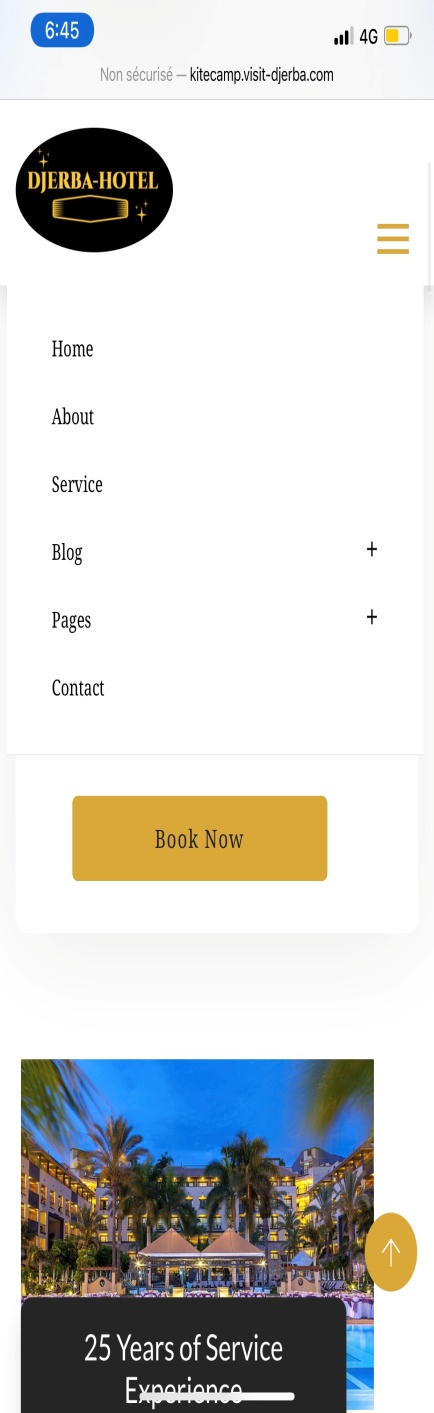 6:45
4G
Non sécurisé — kitecamp.visit-djerba.com
DJERBA-HOTEL
Home
About
Service
Blog +
Pages +
Contact
Book Now
25 Years of Service
Experience